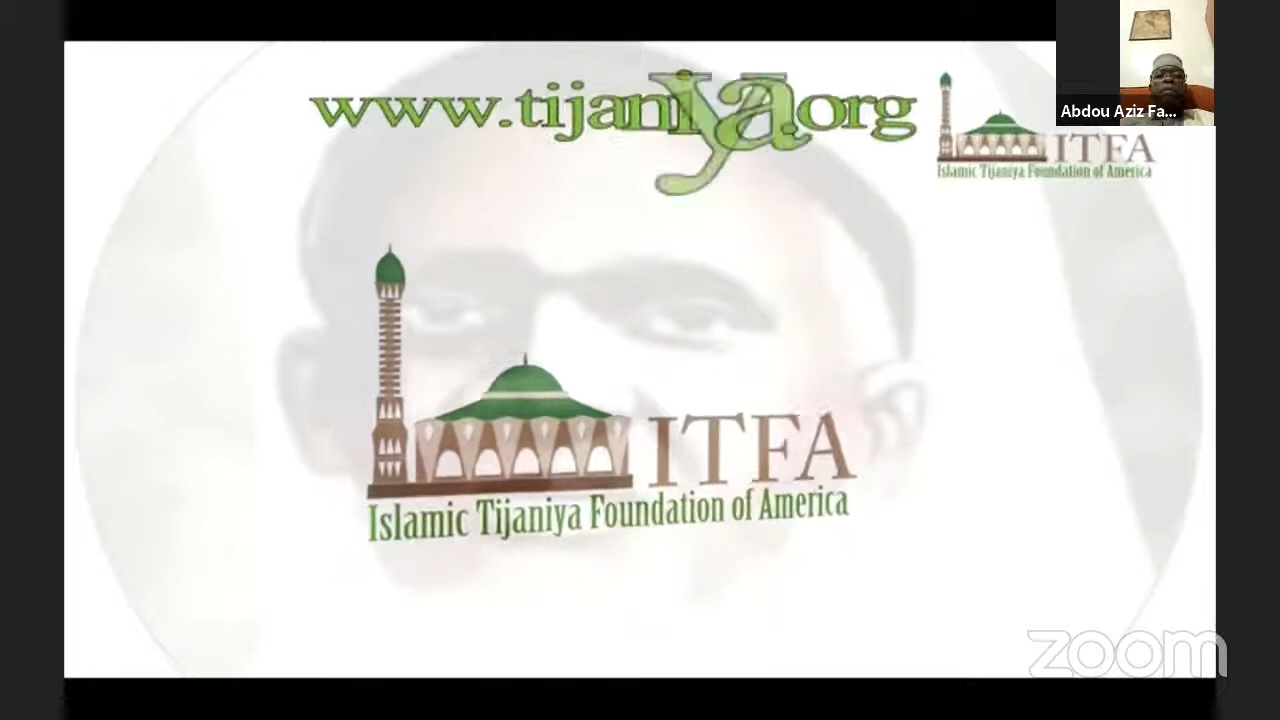 www.tijaniya.org
Abdou Aziz Fa...
ITFA
Islamic Tijaniya Foundation of America
ITFA
Islamic Tijaniya Foundation of America
zoom